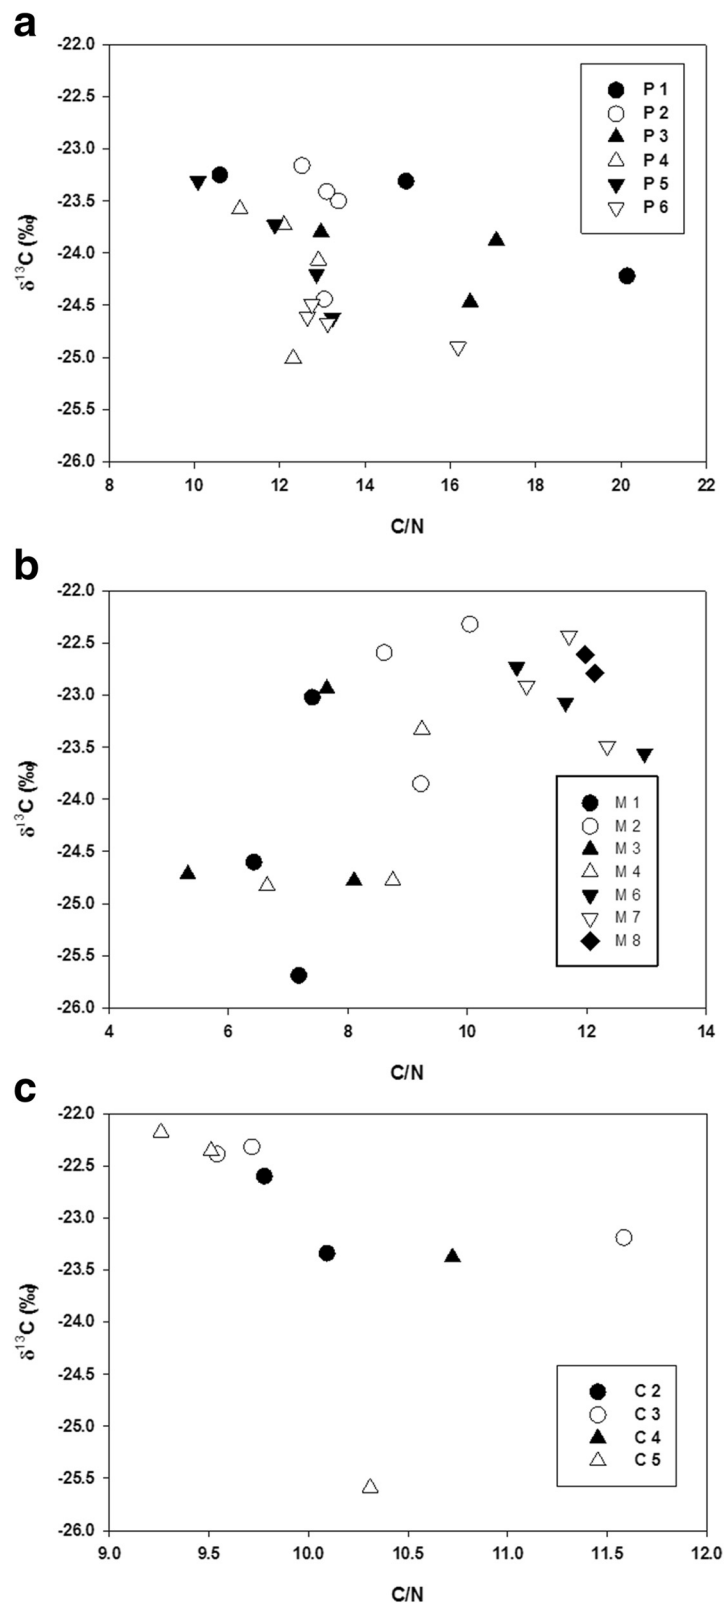 a
-22.0
-22.5
-23.0
-23.5
-24.0
-24.5
-25.0
-25.5
-26.0
δ13C (‰)
P 1
P 2
P 3
P 4
P 5
P 6
8 10 12 14 16 18 20 22
C/N
b
-22.0
-22.5
-23.0
-23.5
-24.0
-24.5
-25.0
-25.5
-26.0
δ13C (‰)
M 1
M 2
M 3
M 4
M 6
M 7
M 8
4 6 8 10 12 14
C/N
c
-22.0
-22.5
-23.0
-23.5
-24.0
-24.5
-25.0
-25.5
-26.0
δ13C (‰)
C 2
C 3
C 4
C 5
9.0 9.5 10.0 10.5 11.0 11.5 12.0
C/N